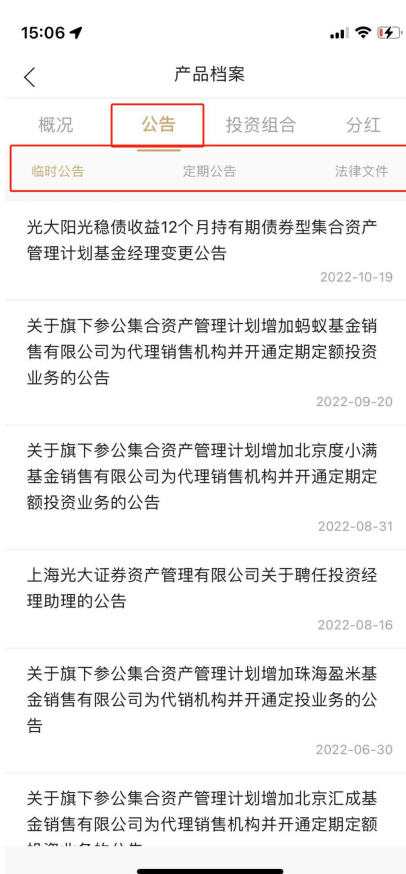 15:06
产品档案
概况 公告 投资组合 分红
临时公告 定期公告 法律文件
光大阳光稳债收益12个月持有期债券型集合资产
管理计划基金经理变更公告
2022-10-19
关于旗下参公集合资产管理计划增加蚂蚁基金销
售有限公司为代理销售机构并开通定期定额投资
业务的公告
2022-09-20
关于旗下参公集合资产管理计划增加北京度小满
基金销售有限公司为代理销售机构并开通定期定
额投资业务的公告
2022-08-31
上海光大证券资产管理有限公司关于聘任投资经
理助理的公告
2022-08-16
关于旗下参公集合资产管理计划增加珠海盈米基
金销售有限公司为代销机构并开通定投业务的公
告
2022-06-30
关于旗下参公集合资产管理计划增加北京汇成基
金销售有限公司为代理销售机构并开通定期定额